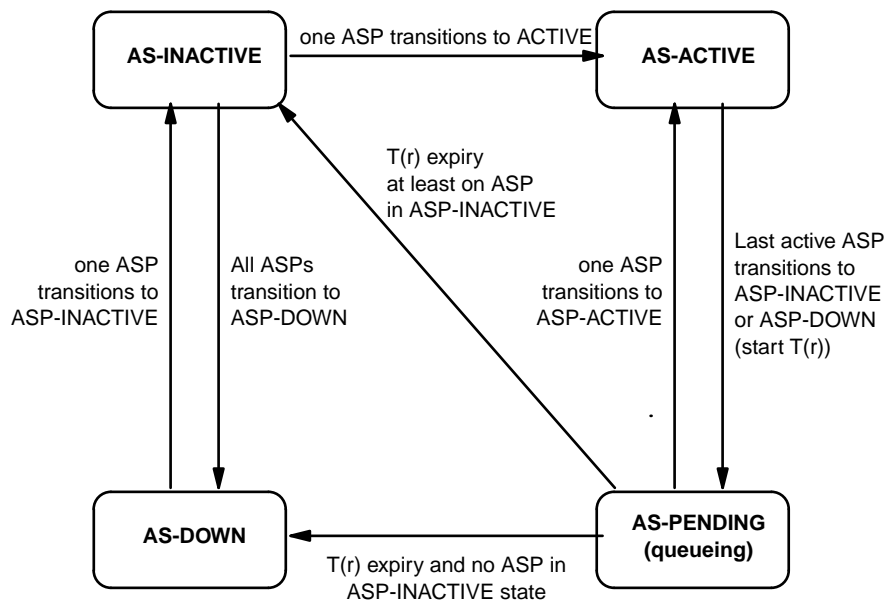 AS-INACTIVE
one ASP transitions to ACTIVE
AS-ACTIVE
T(r) expiry
at least on ASP
in ASP-INACTIVE
one ASP
transitions to
ASP-INACTIVE
All ASPs
transition to
ASP-DOWN
one ASP
transitions to
ASP-ACTIVE
Last active ASP
transitions to
ASP-INACTIVE
or ASP-DOWN
(start T(r))
AS-DOWN
AS-PENDING
(queueing)
T(r) expiry and no ASP in
ASP-INACTIVE state